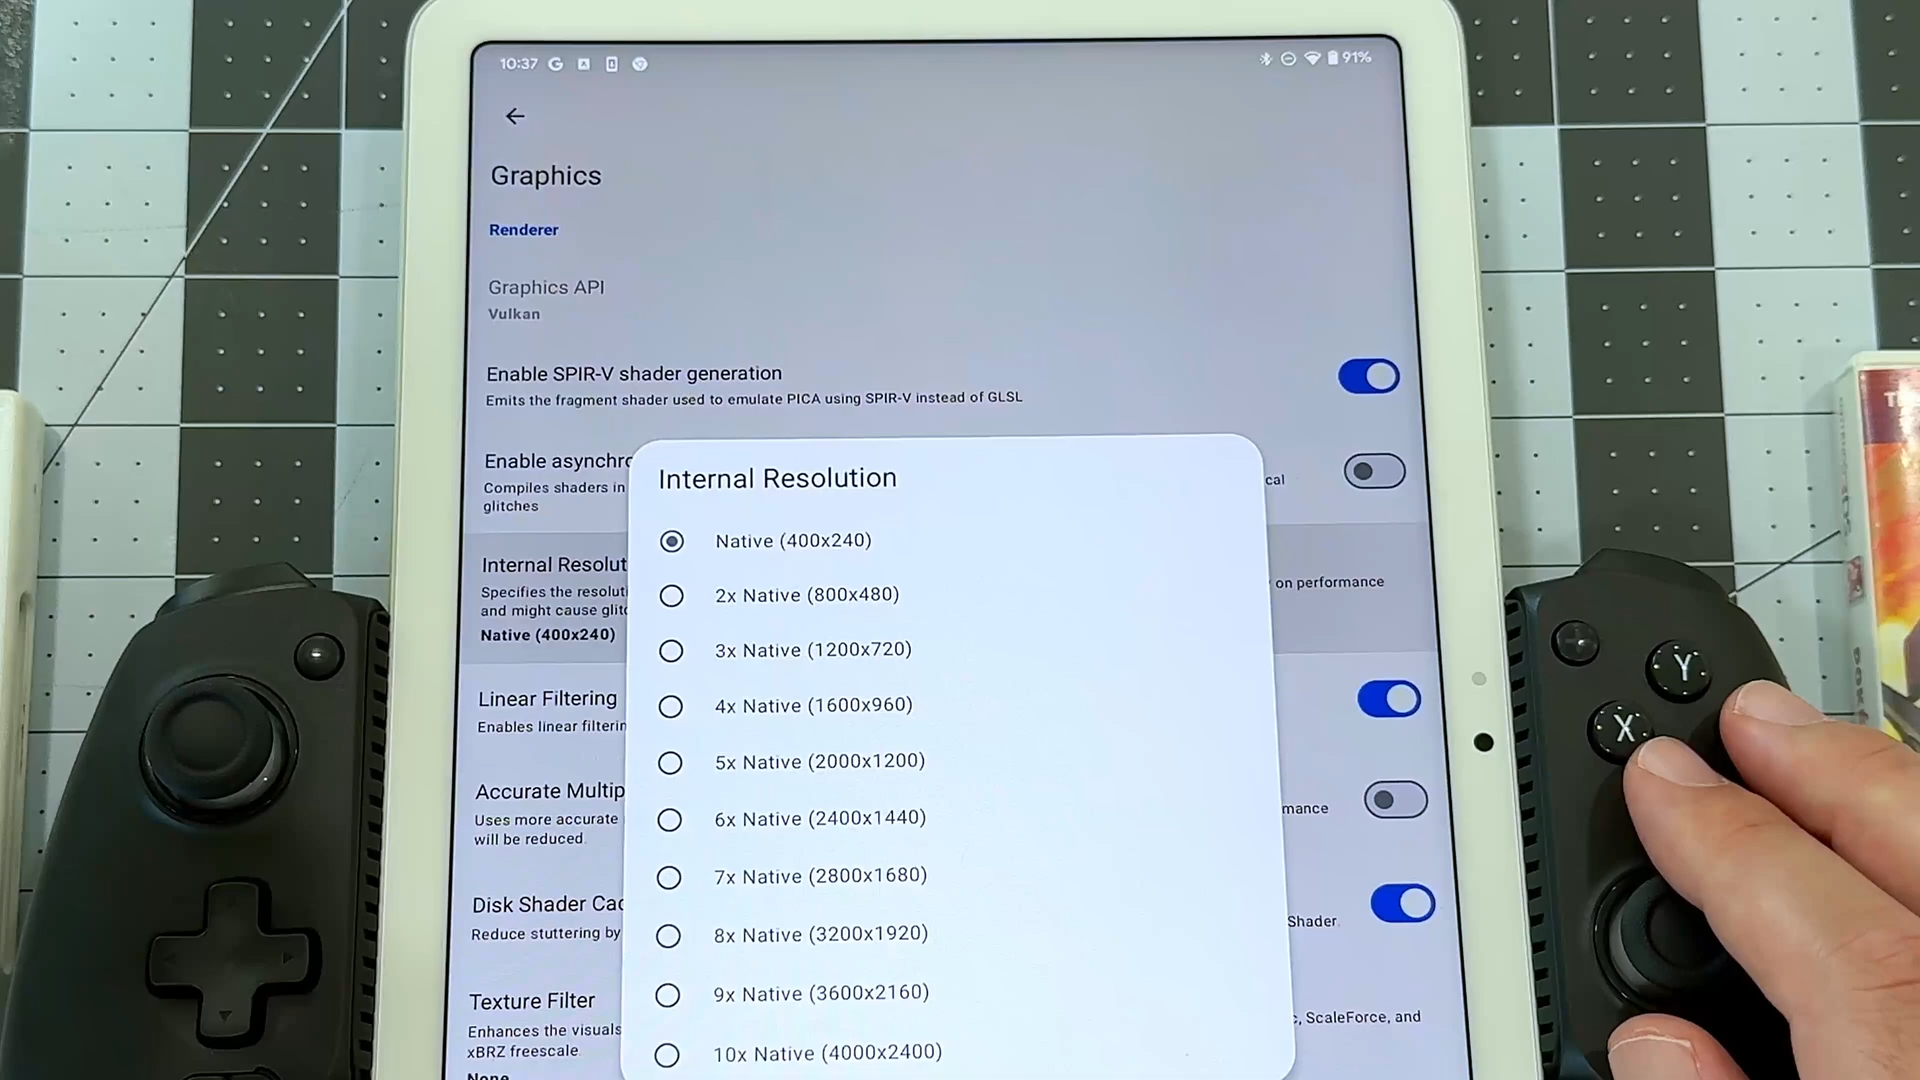 10:37
91%
Graphics
Renderer
Graphics API
Vulkan
Enable SPIR-V shader generation
Emits the fragment shader used to emulate PICA using SPIR-V instead of GLSL
Enable asynchro
Compiles shaders in
cal
glitches
Internal Resolut
Specifies the resoluti
on performance
and might cause glitc
Native (400x240)
Linear Filtering
Enables linear filterin
Accurate Multip
Uses more accurate
mance
will be reduced.
Disk Shader Cac
Reduce stuttering by
Shader.
Texture Filter
Enhances the visuals
c, ScaleForce, and
xBRZ freescale.
None
Internal Resolution
Native (400x240)
2x Native (800x480)
3x Native (1200x720)
4x Native (1600x960)
5x Native (2000x1200)
6x Native (2400x1440)
7x Native (2800x1680)
8x Native (3200x1920)
9x Native (3600x2160)
10x Native (4000x2400)
Y
X